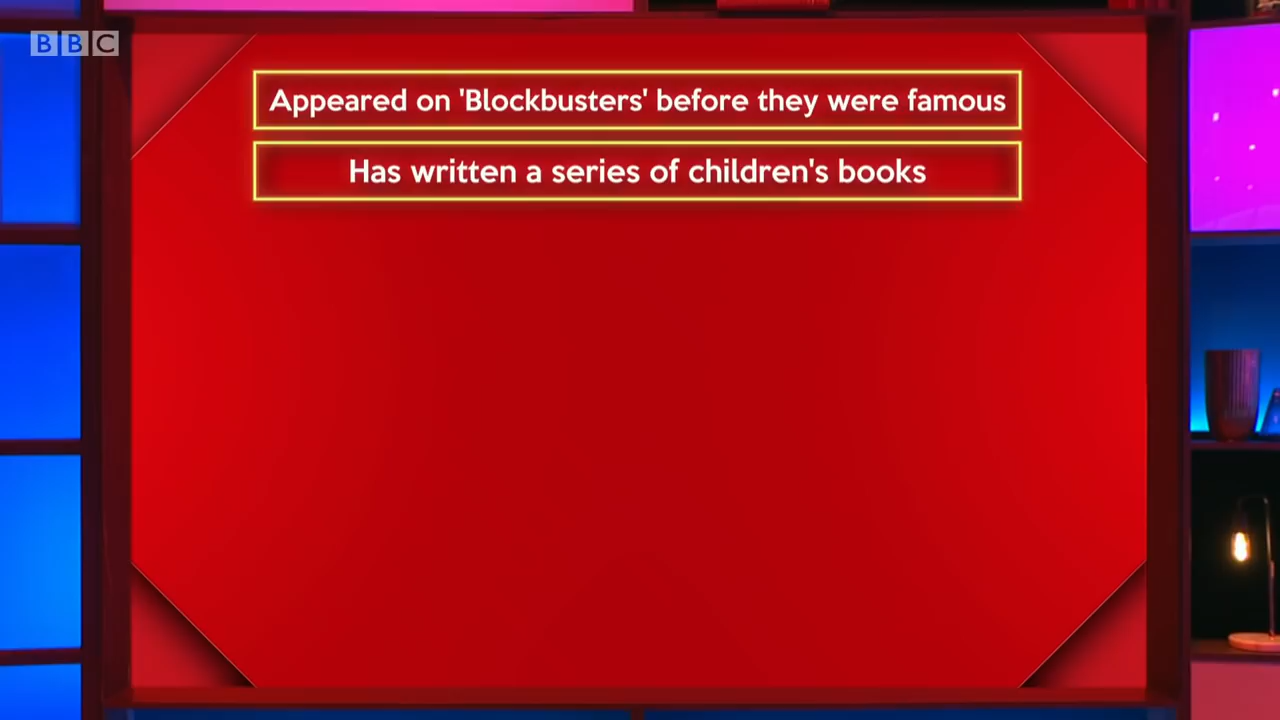 BBC
Appeared on 'Blockbusters' before they were famous
Has written a series of children's books